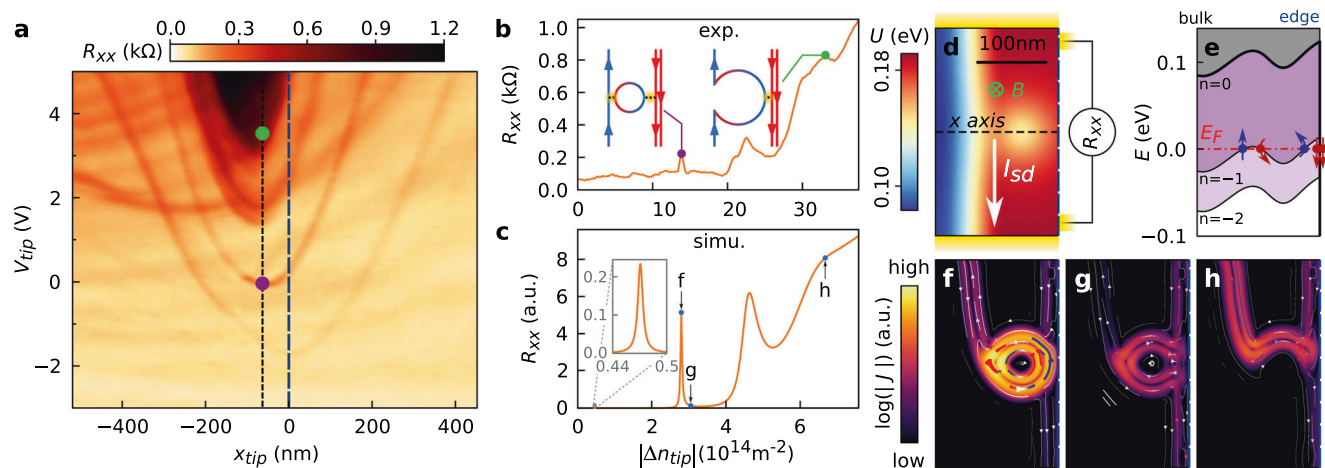 a
R_xx (kΩ)
0.0 0.3 0.6 0.9 1.2
V_tip (V)
4
2
0
−2
−400 −200 0 200 400
x_tip (nm)
b
exp.
R_xx (kΩ)
1.0
0.8
0.6
0.4
0.2
0.0
0 10 20 30
c
simu.
R_xx (a.u.)
8
6
4
2
0
0.2
0.1
0.0
0.44 0.5
f
g
h
0 2 4 6
|Δn_tip| (10^14 m^-2)
U (eV)
0.18
0.10
d
100nm
B
x axis
I_sd
R_xx
bulk edge
e
E (eV)
0.1
0.0
−0.1
n=0
E_F
n=−1
n=−2
high
log(| J |) (a.u.)
low
f
g
h